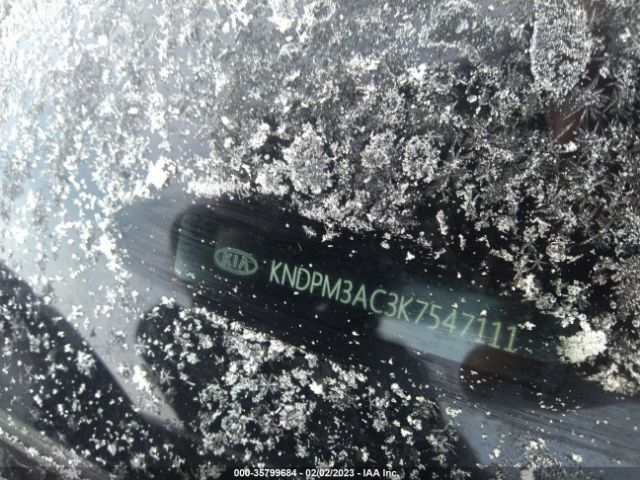 KIA KNDPM3AC3K7547111
000-35799684 - 02/02/2023 - IAA Inc.